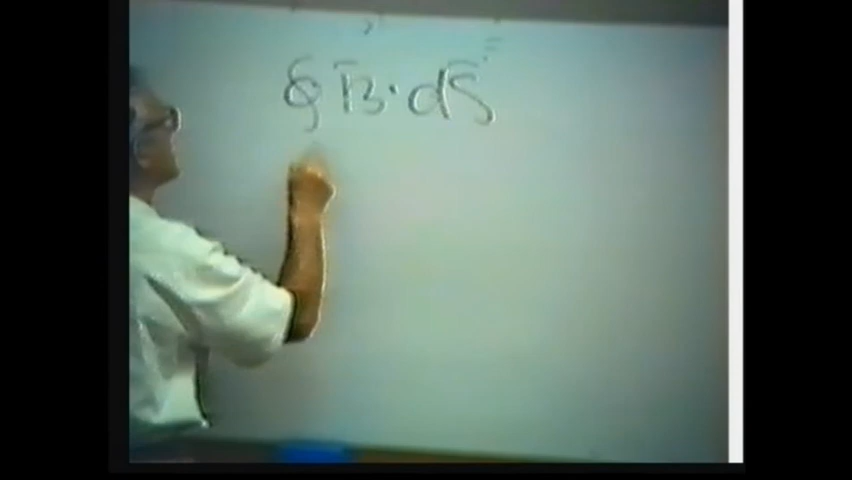 ∮ B̄ · dS̄ =